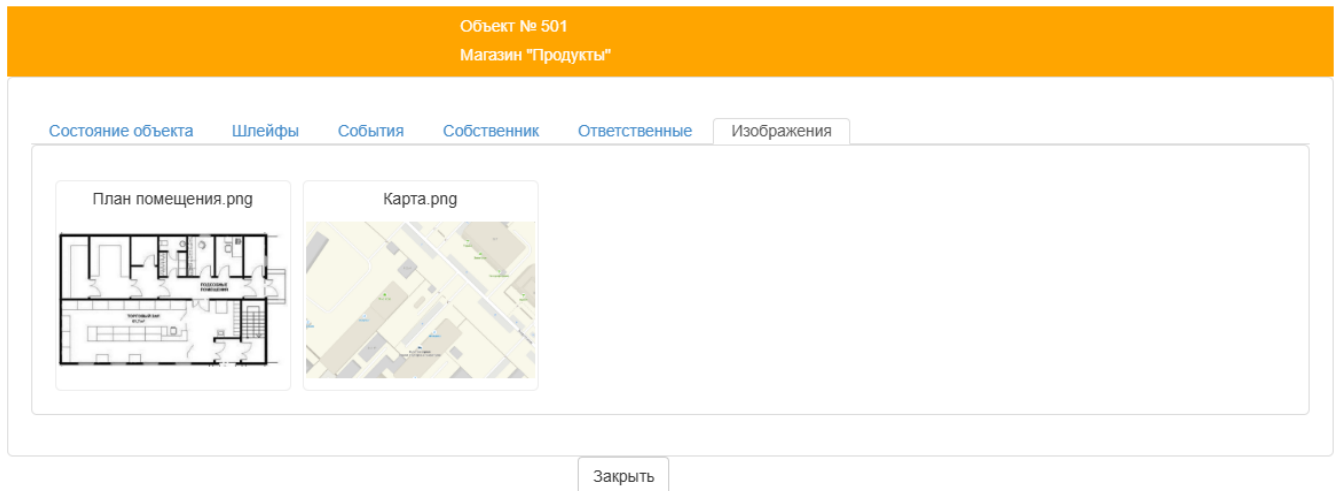 Объект № 501
Магазин "Продукты"
Состояние объекта Шлейфы События Собственник Ответственные Изображения
План помещения.png Карта.png
Закрыть